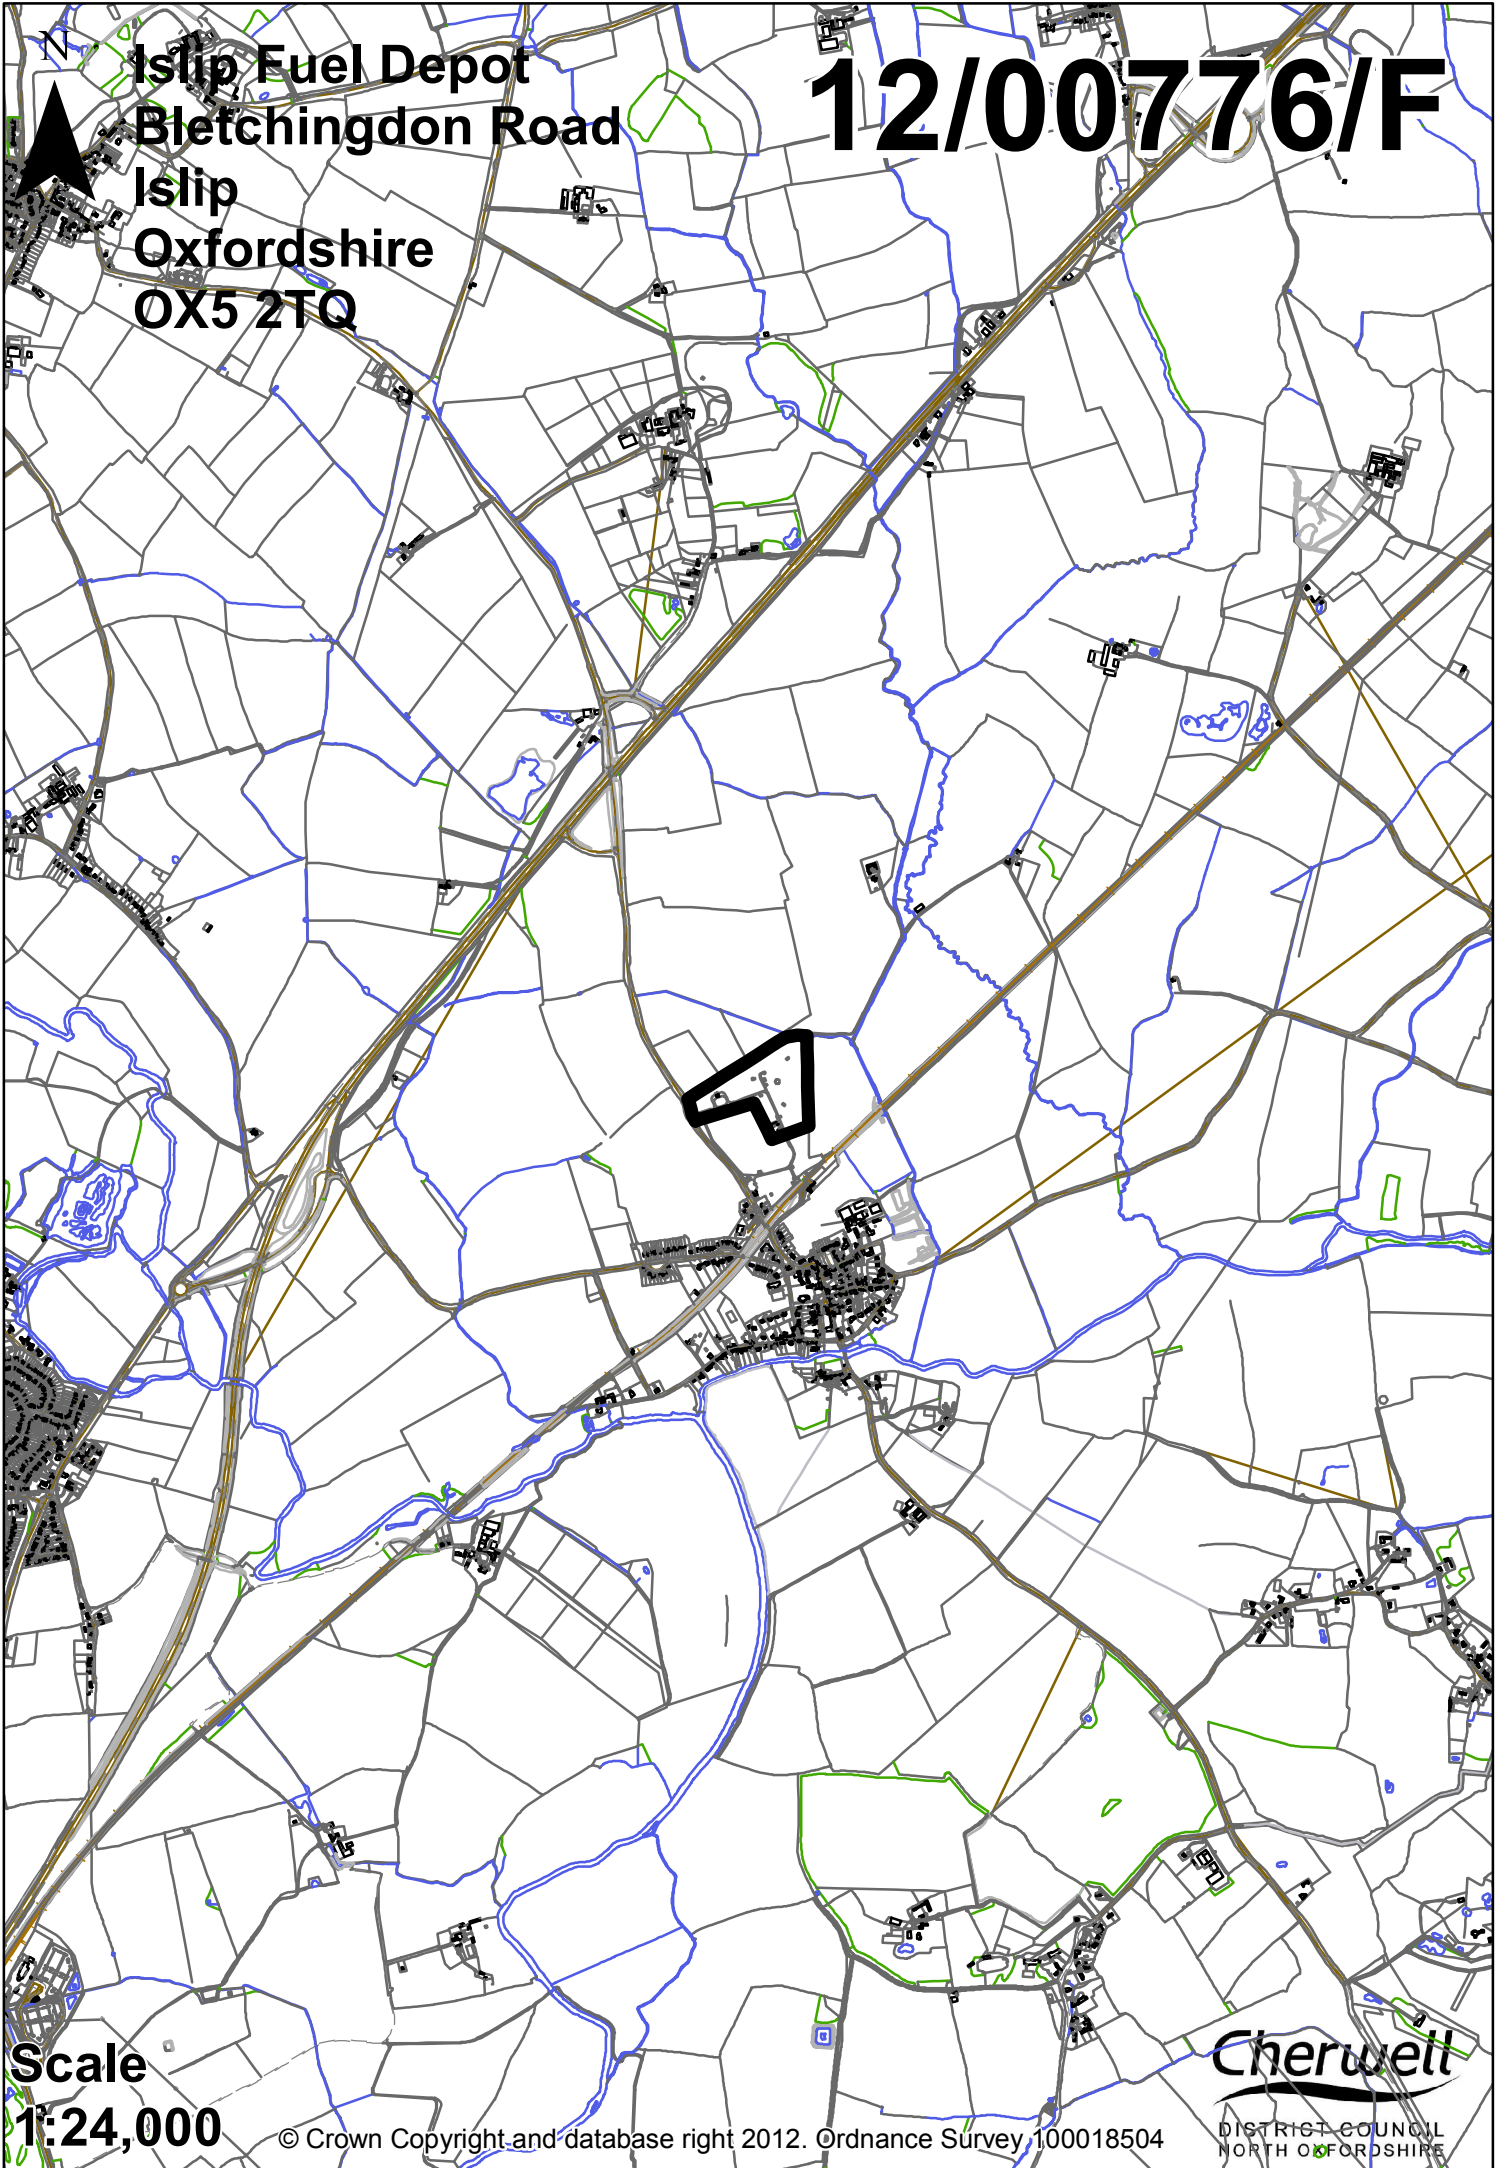 N
Islip Fuel Depot
Bletchingdon Road
Islip
Oxfordshire
OX5 2TQ
12/00776/F
Scale
1:24,000
© Crown Copyright and database right 2012. Ordnance Survey 100018504
Cherwell
DISTRICT COUNCIL
NORTH OXFORDSHIRE